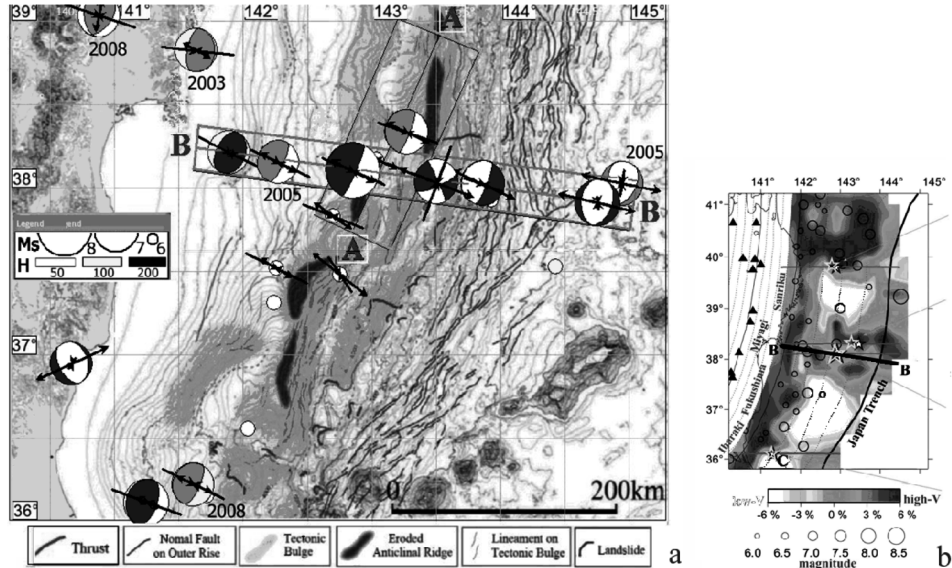 39° 142 143 144 145
141
A
2008
2003
B
2005
2005
38°
B
A
Legend
Ms 8 7 6
H
50 100 200
37°
36°
2008
0 200km
Thrust
Nomal Fault
on Outer Rise
Tectonic
Bulge
Eroded
Anticlinal Ridge
Lineament on
Tectonic Bulge
Landslide
a
141° 142° 143° 144°
41°
40°
39°
38°
37°
36°
Sanriku
Miyagi
Fukushima
Ibaraki
B
B
Japan Trench
C
low-V high-V
-6 % -3 % 0 % 3 % 6 %
6.0 6.5 7.0 7.5 8.0 8.5
magnitude
b